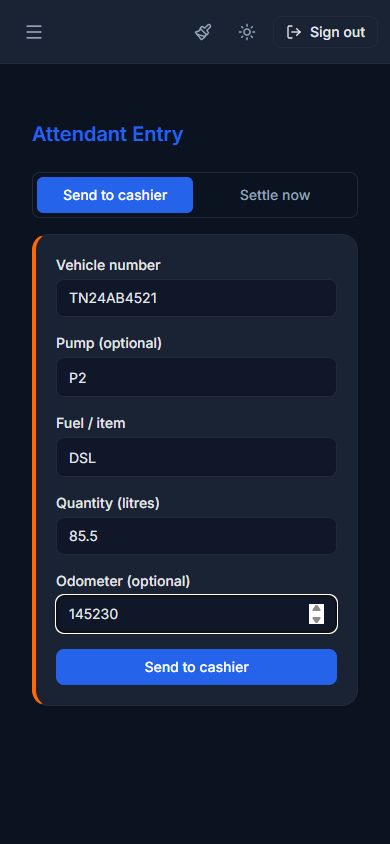 Sign out
Attendant Entry
Send to cashier
Settle now
Vehicle number
TN24AB4521
Pump (optional)
P2
Fuel / item
DSL
Quantity (litres)
85.5
Odometer (optional)
145230
Send to cashier